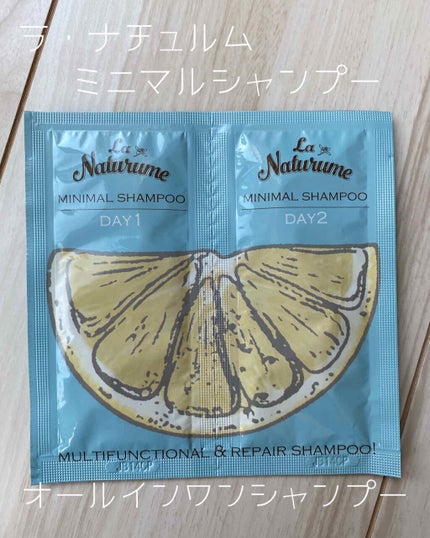 ラ・ナチュルム
ミニマルシャンプー
La
Naturume
MINIMAL SHAMPOO
DAY1
La
Naturume
MINIMAL SHAMPOO
DAY2
MULTIFUNCTIONAL & REPAIR SHAMPOO!
JB14CP
JB14CP
オールインワンシャンプー